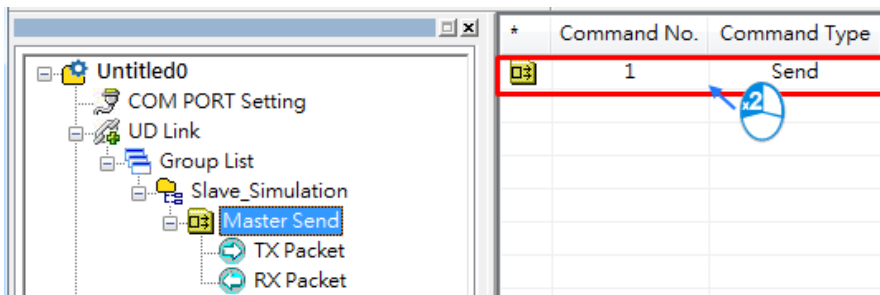 * Command No. Command Type
1 Send
x2
Untitled0
COM PORT Setting
UD Link
Group List
Slave_Simulation
Master Send
TX Packet
RX Packet